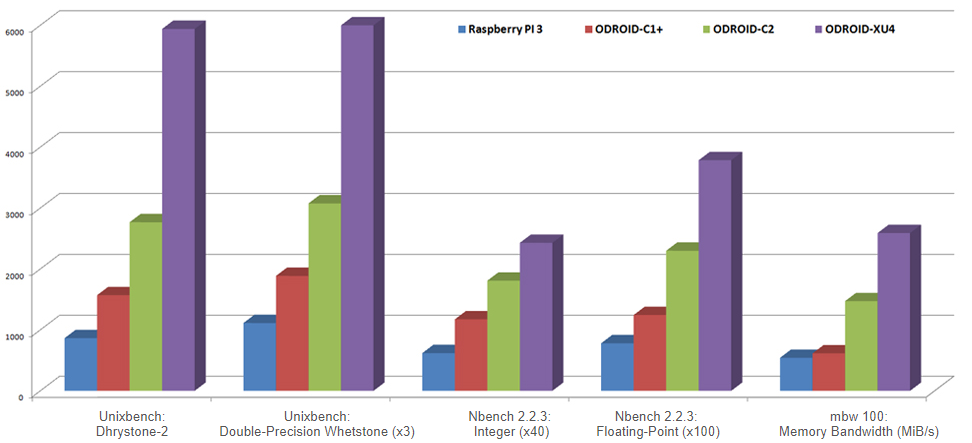 Raspberry PI 3
ODROID-C1+
ODROID-C2
ODROID-XU4
6000
5000
4000
3000
2000
1000
0
Unixbench:
Dhrystone-2
Unixbench:
Double-Precision Whetstone (x3)
Nbench 2.2.3:
Integer (x40)
Nbench 2.2.3:
Floating-Point (x100)
mbw 100:
Memory Bandwidth (MiB/s)